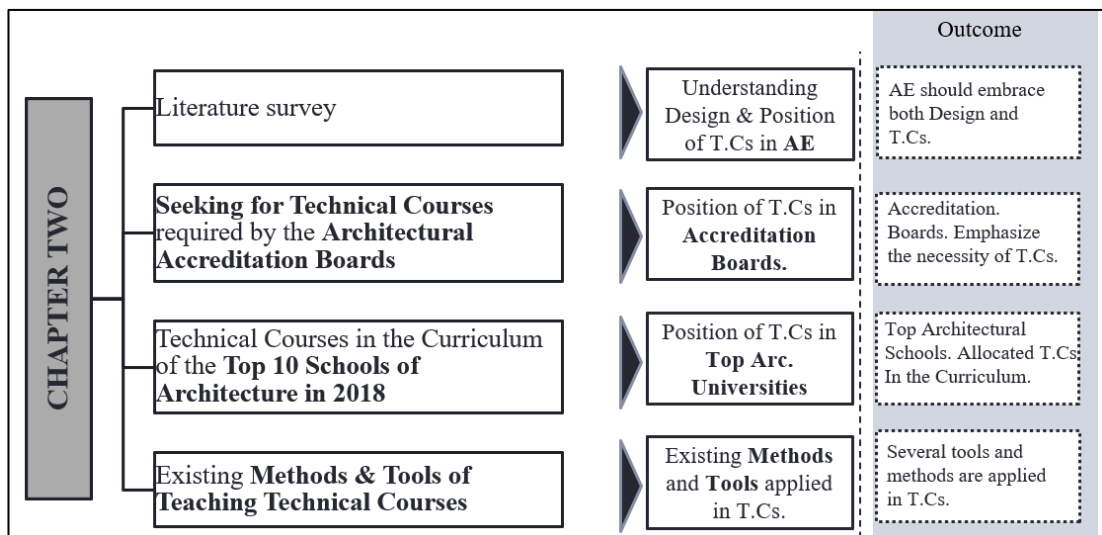 Outcome
CHAPTER TWO
Literature survey
Understanding
Design & Position
of T.Cs in AE
AE should embrace
both Design and
T.Cs.
Seeking for Technical Courses
required by the Architectural
Accreditation Boards
Position of T.Cs in
Accreditation
Boards.
Accreditation.
Boards. Emphasize
the necessity of T.Cs.
Technical Courses in the Curriculum
of the Top 10 Schools of
Architecture in 2018
Position of T.Cs in
Top Arc.
Universities
Top Architectural
Schools. Allocated T.Cs
In the Curriculum.
Existing Methods & Tools of
Teaching Technical Courses
Existing Methods
and Tools applied
in T.Cs.
Several tools and
methods are applied
in T.Cs.